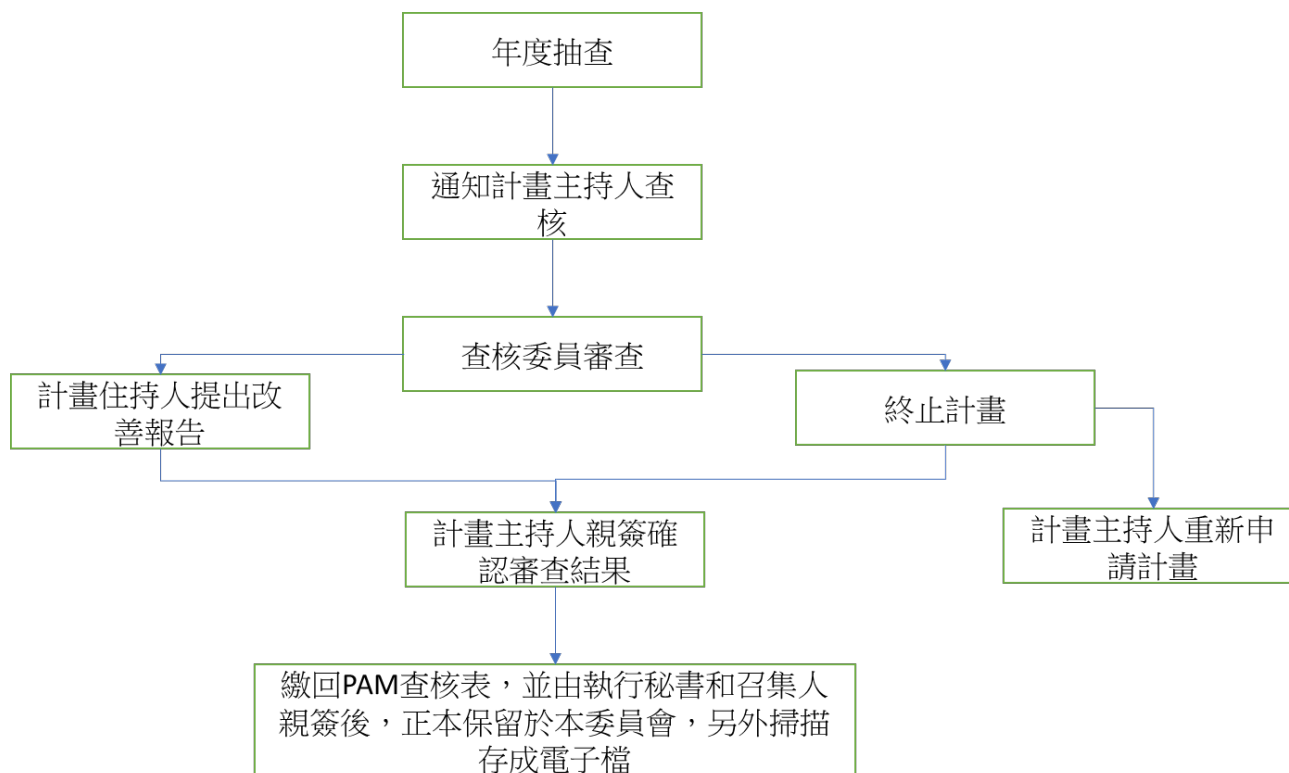 年度抽查
通知計畫主持人查
核
查核委員審查
計畫住持人提出改
善報告
終止計畫
計畫主持人親簽確
認審查結果
計畫主持人重新申
請計畫
繳回PAM查核表，並由執行秘書和召集人
親簽後，正本保留於本委員會，另外掃描
存成電子檔